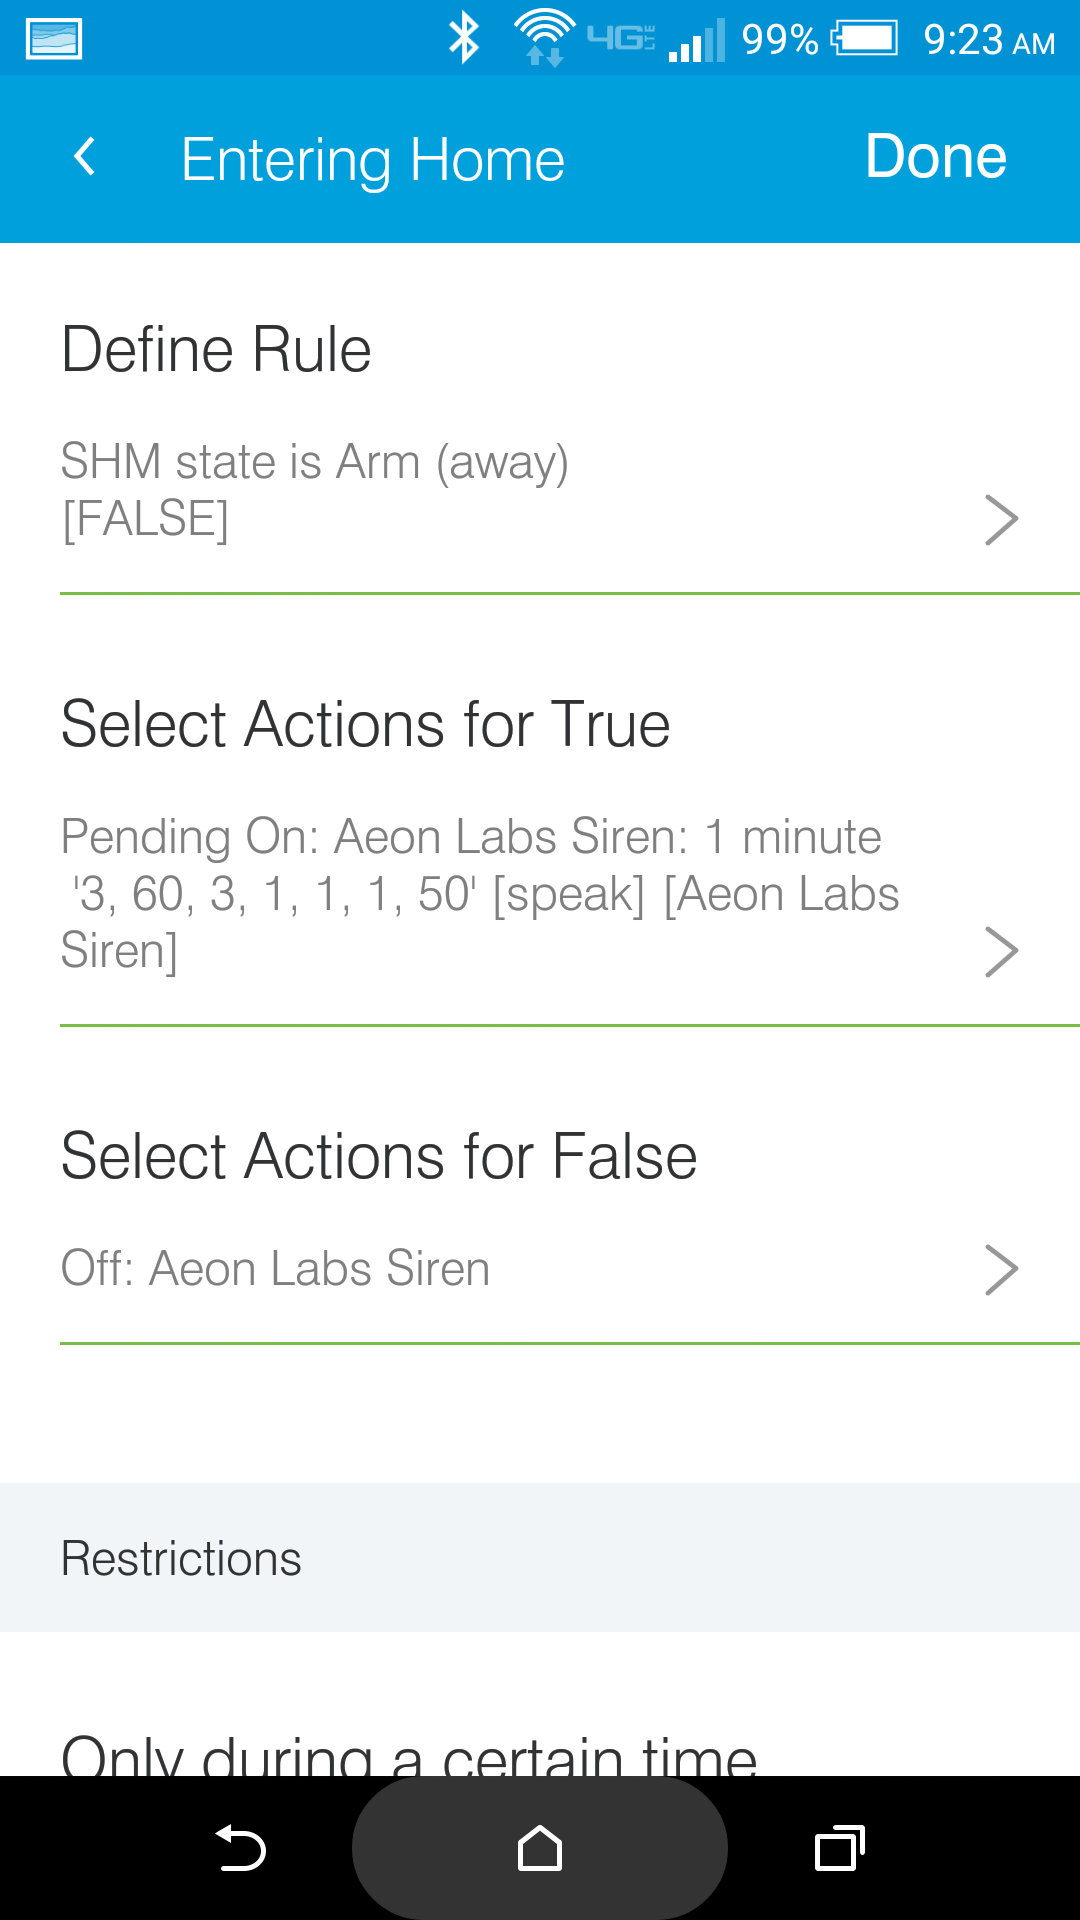 4G LTE 99% 9:23 AM
Entering Home Done
Define Rule
SHM state is Arm (away)
[FALSE]
Select Actions for True
Pending On: Aeon Labs Siren: 1 minute
'3, 60, 3, 1, 1, 1, 50' [speak] [Aeon Labs
Siren]
Select Actions for False
Off: Aeon Labs Siren
Restrictions
Only during a certain time